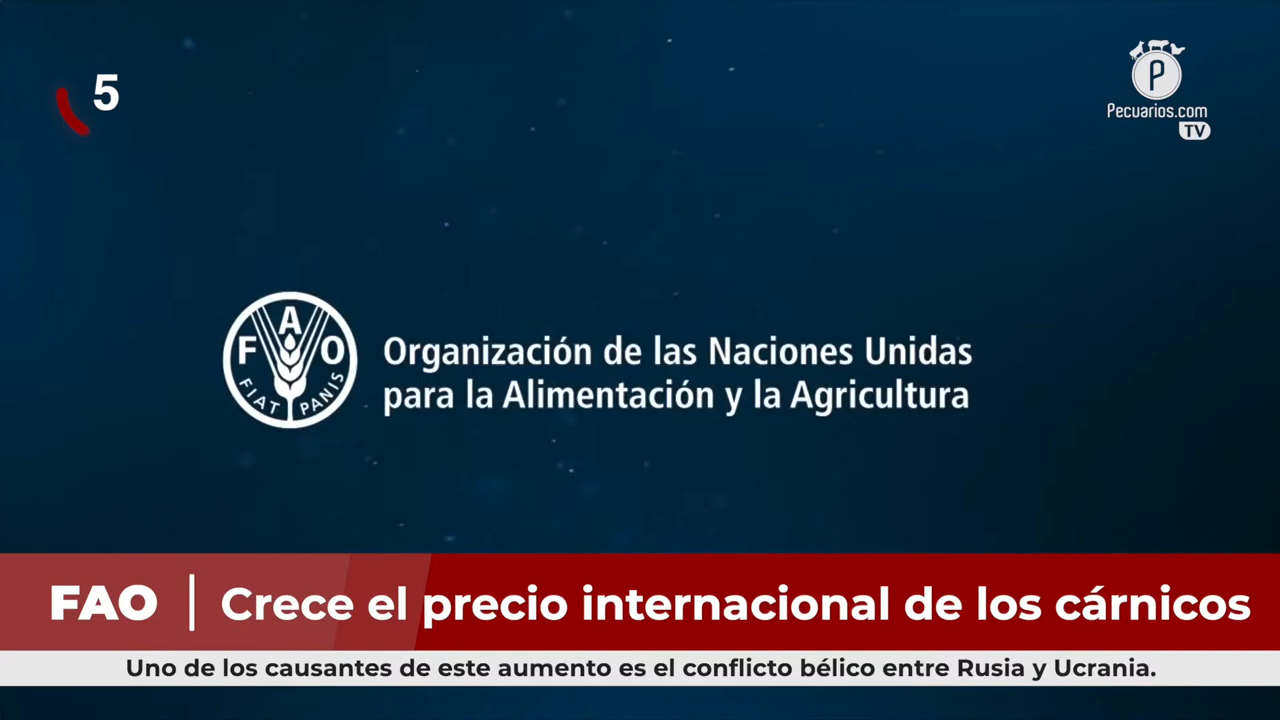 5
P
Pecuarios.com
TV
FAO
FIAT PANIS
Organización de las Naciones Unidas
para la Alimentación y la Agricultura
FAO | Crece el precio internacional de los cárnicos
Uno de los causantes de este aumento es el conflicto bélico entre Rusia y Ucrania.